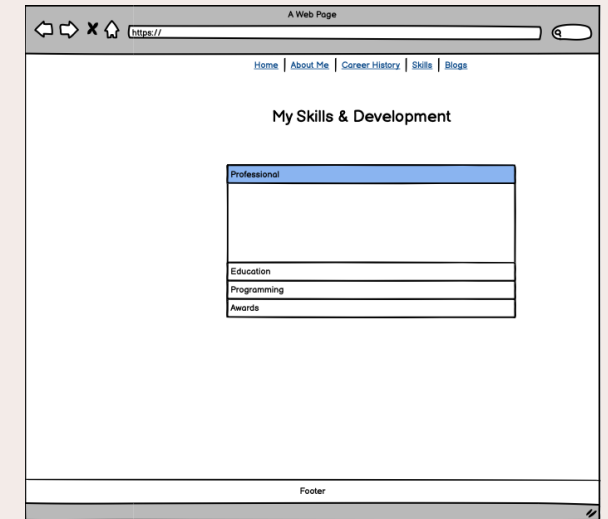 A Web Page
https://
Home | About Me | Career History | Skills | Blogs
My Skills & Development
Professional
Education
Programming
Awards
Footer